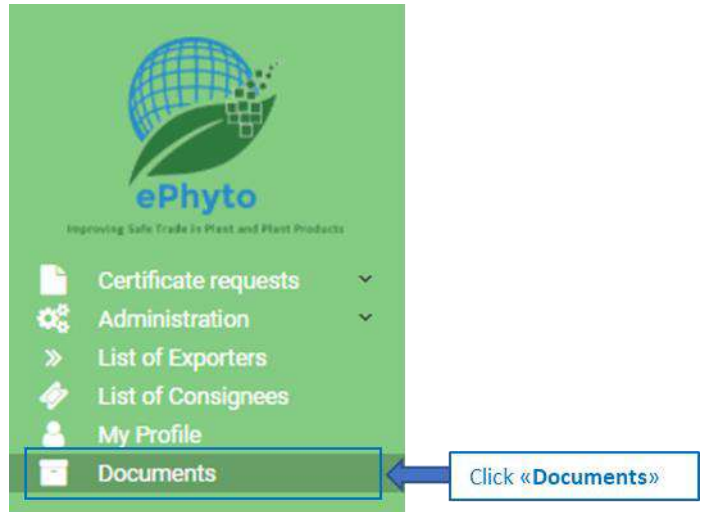 ePhyto
Improving Safe Trade in Plant and Plant Products
Certificate requests
Administration
List of Exporters
List of Consignees
My Profile
Documents
Click «Documents»